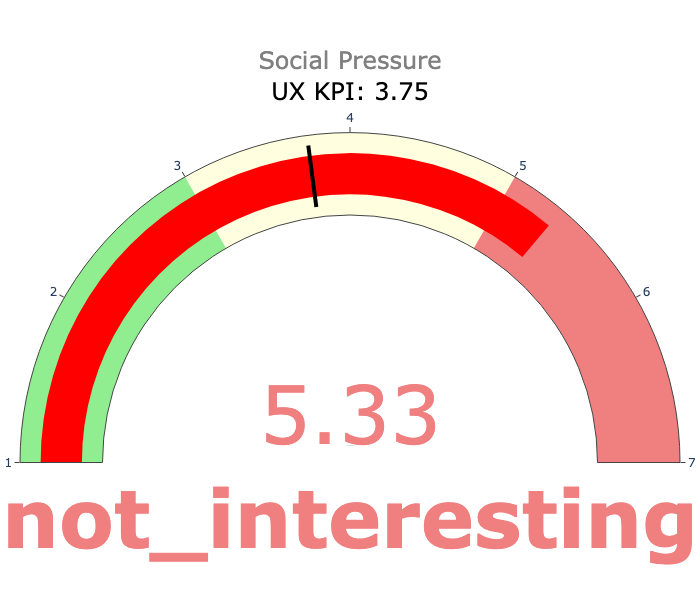 Social Pressure
UX KPI: 3.75
4
3
5
2
6
5.33
1
7
not_interesting